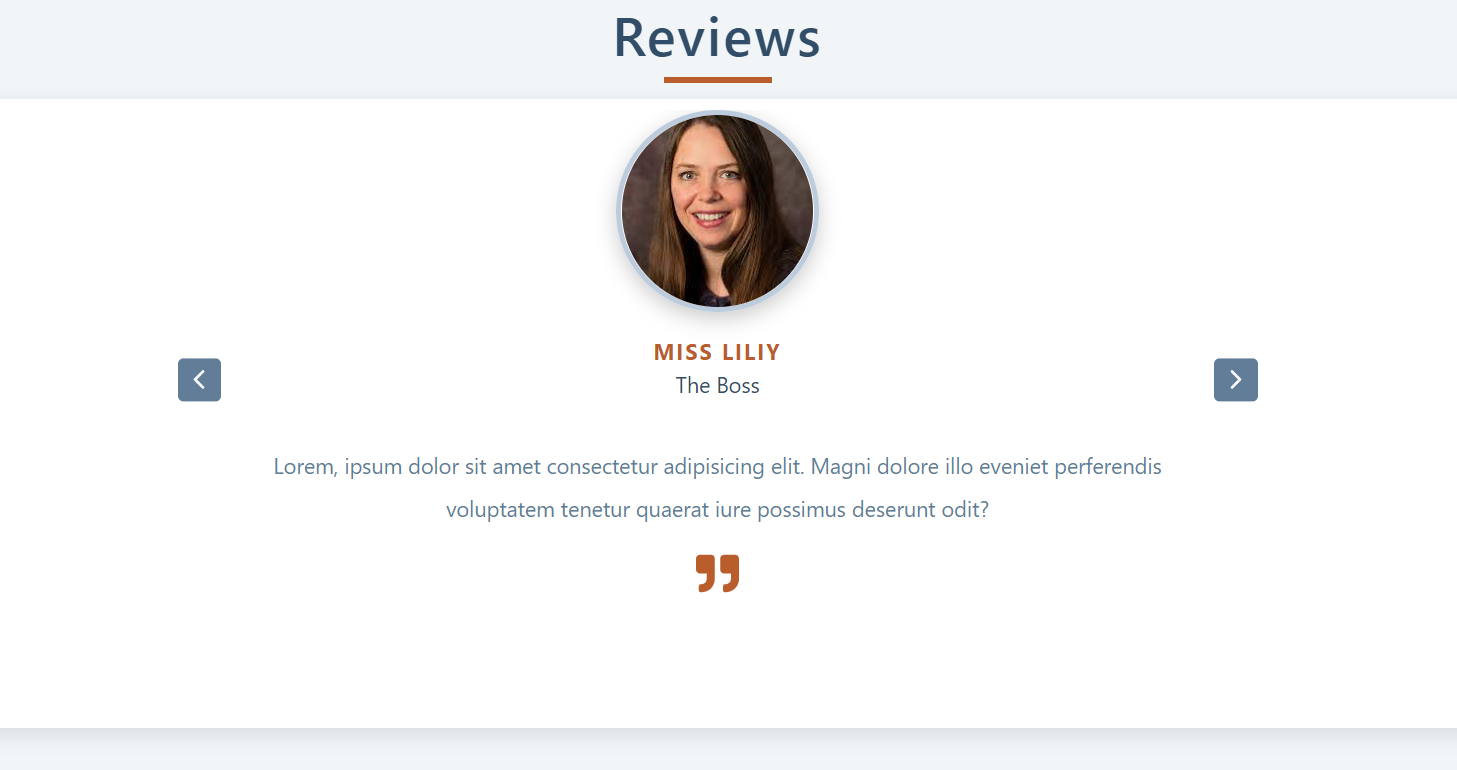 Reviews
MISS LILIY
The Boss
Lorem, ipsum dolor sit amet consectetur adipisicing elit. Magni dolore illo eveniet perferendis
voluptatem tenetur quaerat iure possimus deserunt odit?
”